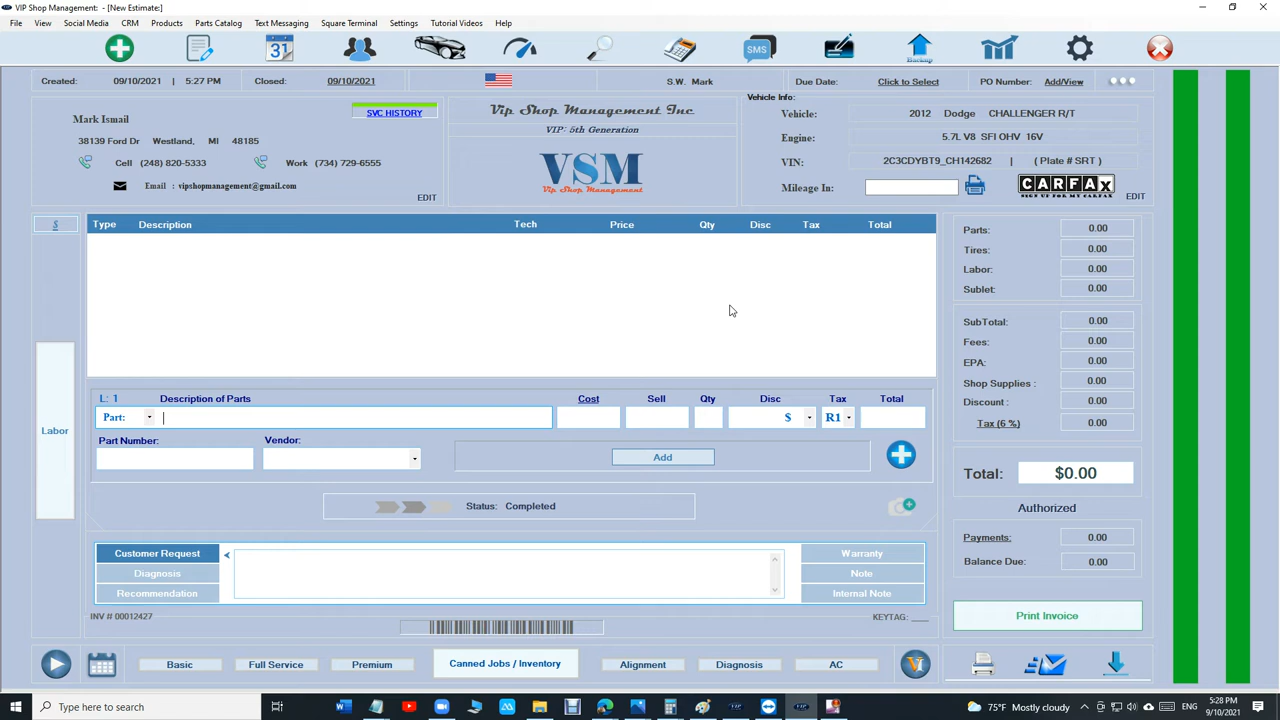 VIP Shop Management: - [New Estimate:]
File View Social Media CRM Products Parts Catalog Text Messaging Square Terminal Settings Tutorial Videos Help
31 SMS Backup
Created: 09/10/2021 | 5:27 PM Closed: 09/10/2021 S.W. Mark Due Date: Click to Select PO Number: Add/View
Mark Ismail
SVC HISTORY
38139 Ford Dr Westland, MI 48185
Cell (248) 820-5333 Work (734) 729-6555
Email : vipshopmanagement@gmail.com
EDIT
Vip Shop Management Inc
VIP: 5th Generation
VSM
Vip Shop Management
Vehicle Info:
Vehicle: 2012 Dodge CHALLENGER R/T
Engine: 5.7L V8 SFI OHV 16V
VIN: 2C3CDYBT9_CH142682 | ( Plate # SRT )
Mileage In:
CARFAX
SIGN UP FOR MY CARFAX
EDIT
$
Labor
Type Description Tech Price Qty Disc Tax Total
L: 1 Description of Parts Cost Sell Qty Disc Tax Total
Part: $ R1
Part Number: Vendor:
Add
Status: Completed
Customer Request < Warranty
Diagnosis Note
Recommendation Internal Note
INV # 00012427 KEYTAG: ____
Parts: 0.00
Tires: 0.00
Labor: 0.00
Sublet: 0.00
SubTotal: 0.00
Fees: 0.00
EPA: 0.00
Shop Supplies : 0.00
Discount : 0.00
Tax (6 %) 0.00
Total: $0.00
Authorized
Payments: 0.00
Balance Due: 0.00
Print Invoice
Basic Full Service Premium Canned Jobs / Inventory Alignment Diagnosis AC
Type here to search
75°F Mostly cloudy
5:28 PM
9/10/2021